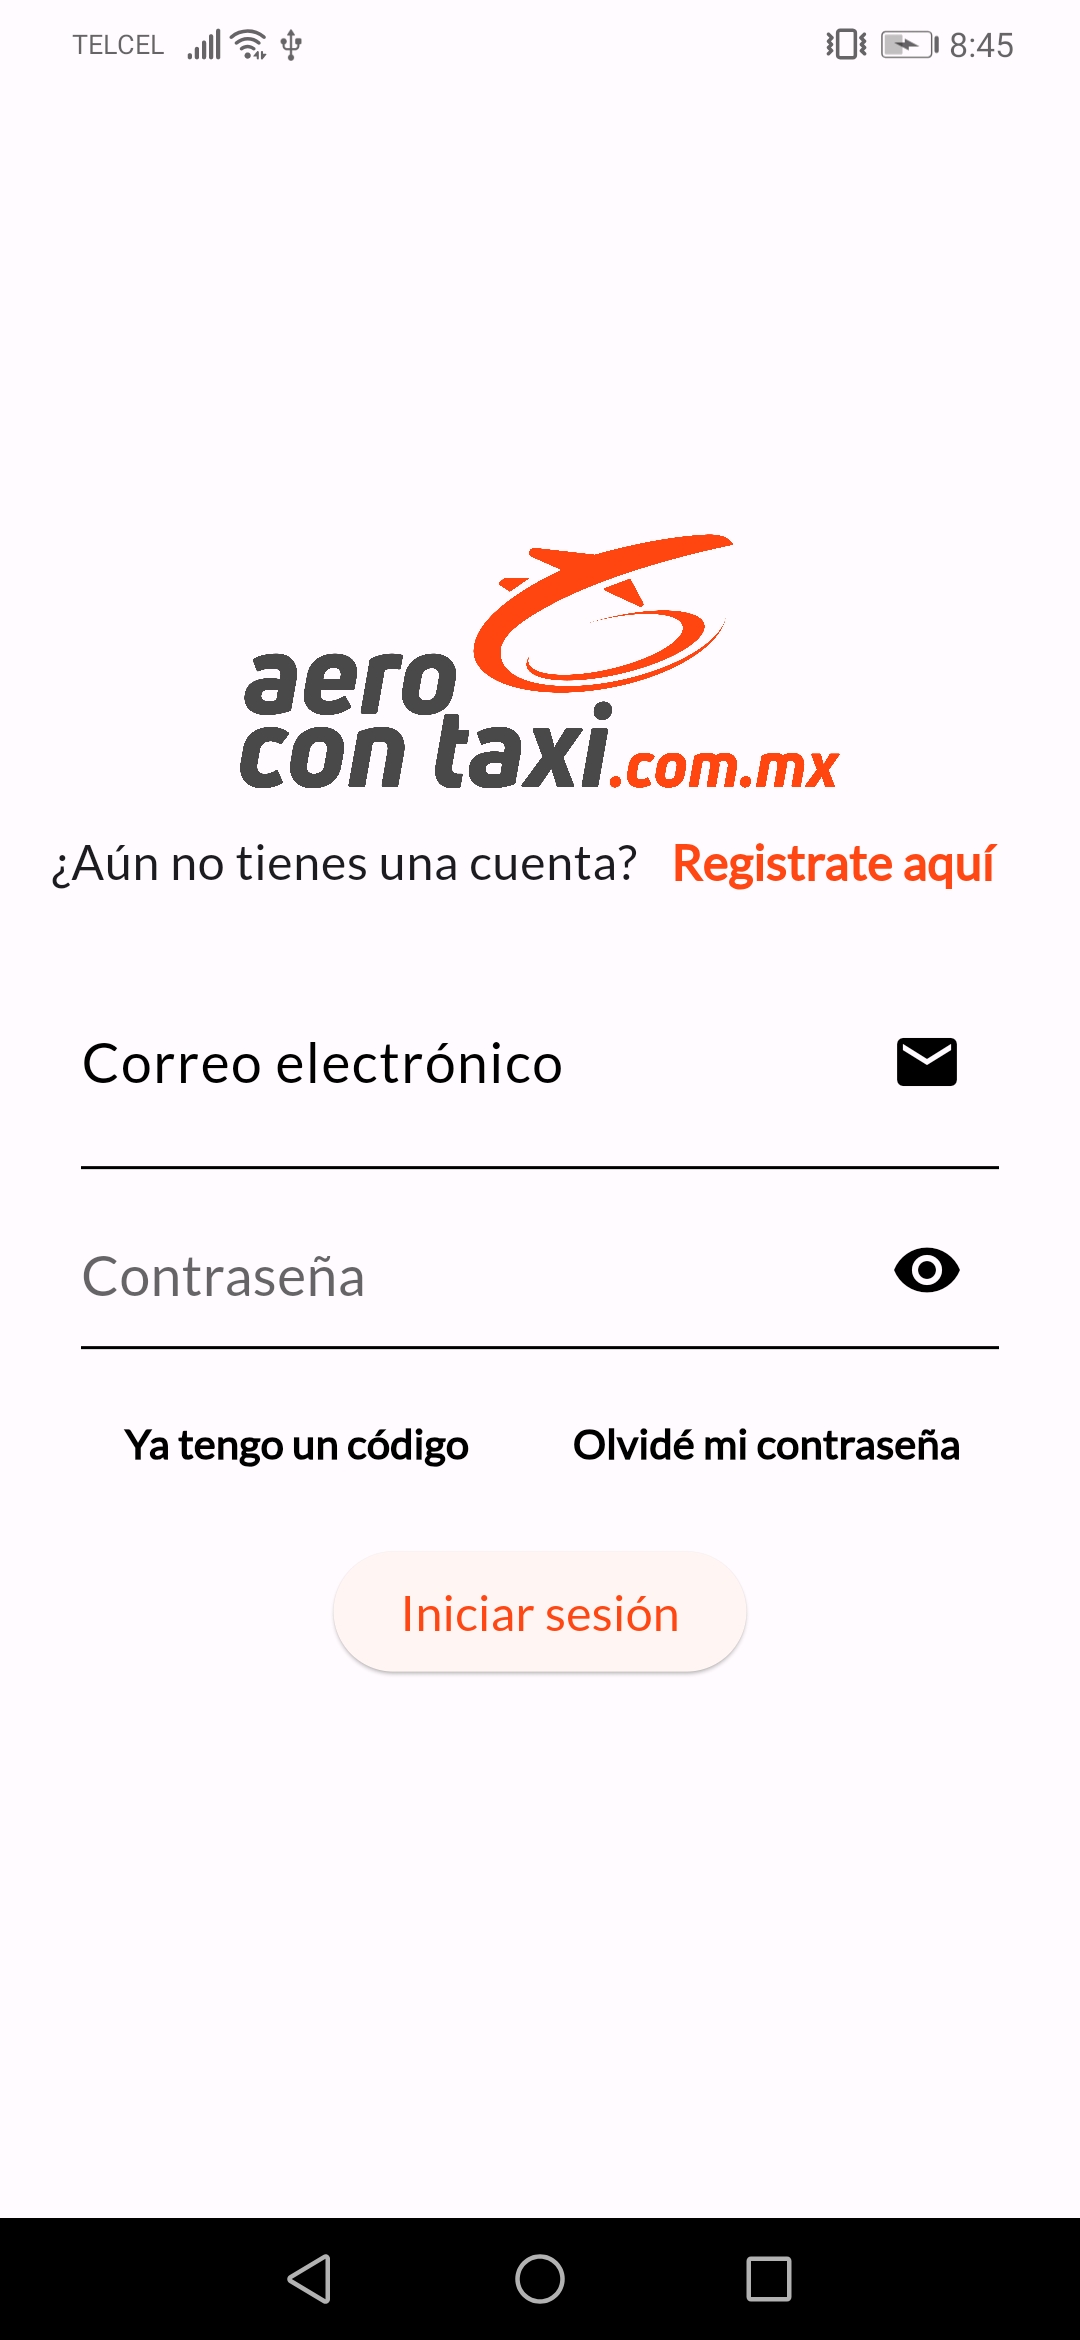 TELCEL 8:45
aero
con taxi.com.mx
¿Aún no tienes una cuenta? Registrate aquí
Correo electrónico
Contraseña
Ya tengo un código Olvidé mi contraseña
Iniciar sesión